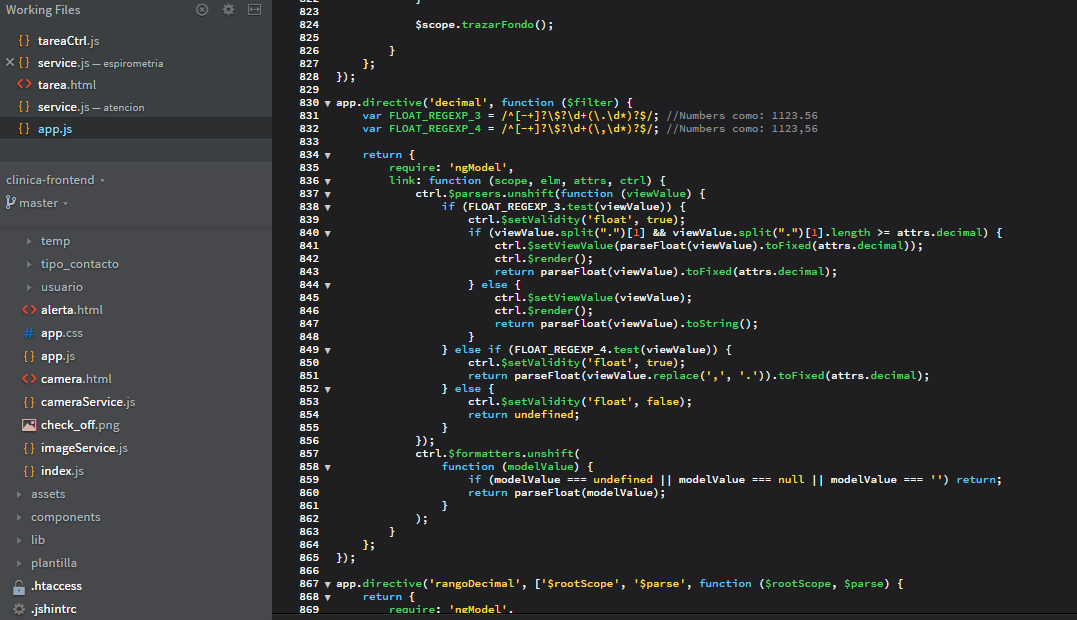 Working Files
tareaCtrl.js
service.js — espirometria
tarea.html
service.js — atencion
app.js
clinica-frontend
master
temp
tipo_contacto
usuario
alerta.html
app.css
app.js
camera.html
cameraService.js
check_off.png
imageService.js
index.js
assets
components
lib
plantilla
.htaccess
.jshintrc
823
824 $scope.trazarFondo();
825
826 }
827 };
828 });
829
830 app.directive('decimal', function ($filter) {
831 var FLOAT_REGEXP_3 = /^[-+]?\$?\d+(\.\d*)?$/; //Numbers como: 1123.56
832 var FLOAT_REGEXP_4 = /^[-+]?\$?\d+(\,\d*)?$/; //Numbers como: 1123,56
833
834 return {
835 require: 'ngModel',
836 link: function (scope, elm, attrs, ctrl) {
837 ctrl.$parsers.unshift(function (viewValue) {
838 if (FLOAT_REGEXP_3.test(viewValue)) {
839 ctrl.$setValidity('float', true);
840 if (viewValue.split(".")[1] && viewValue.split(".")[1].length >= attrs.decimal) {
841 ctrl.$setViewValue(parseFloat(viewValue).toFixed(attrs.decimal));
842 ctrl.$render();
843 return parseFloat(viewValue).toFixed(attrs.decimal);
844 } else {
845 ctrl.$setViewValue(viewValue);
846 ctrl.$render();
847 return parseFloat(viewValue).toString();
848 }
849 } else if (FLOAT_REGEXP_4.test(viewValue)) {
850 ctrl.$setValidity('float', true);
851 return parseFloat(viewValue.replace(',', '.')).toFixed(attrs.decimal);
852 } else {
853 ctrl.$setValidity('float', false);
854 return undefined;
855 }
856 });
857 ctrl.$formatters.unshift(
858 function (modelValue) {
859 if (modelValue === undefined || modelValue === null || modelValue === '') return;
860 return parseFloat(modelValue);
861 }
862 );
863 }
864 };
865 });
866
867 app.directive('rangoDecimal', ['$rootScope', '$parse', function ($rootScope, $parse) {
868 return {
869 require: 'ngModel',